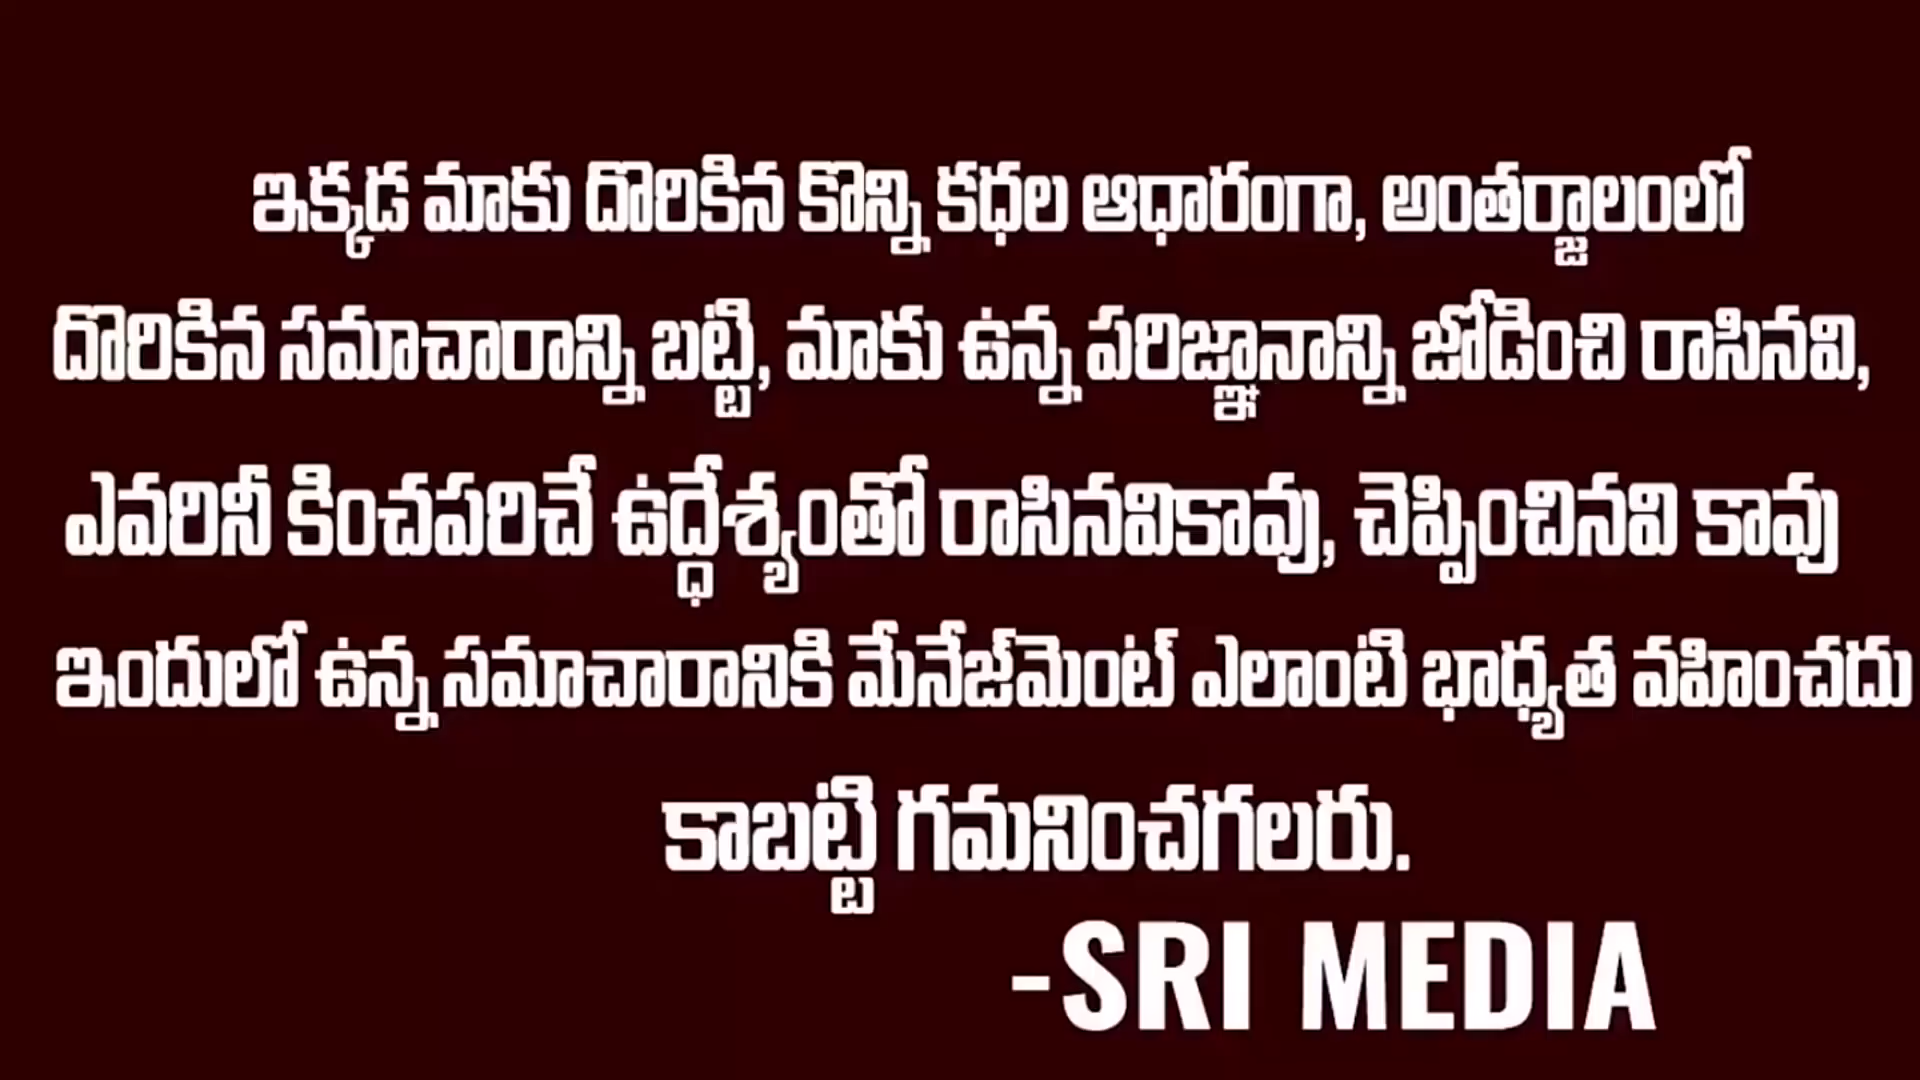 ఇక్కడ మాకు దొరికిన కొన్ని కధల ఆధారంగా, అంతర్జాలంలో
దొరికిన సమాచారాన్ని బట్టి, మాకు ఉన్న పరిజ్ఞానాన్ని జోడించి రాసినవి,
ఎవరినీ కించపరిచే ఉద్ధేశ్యంతో రాసినవికావు, చెప్పించినవి కావు
ఇందులో ఉన్న సమాచారానికి మేనేజ్‌మెంట్ ఎలాంటి భాధ్యత వహించదు
కాబట్టి గమనించగలరు.
-SRI MEDIA